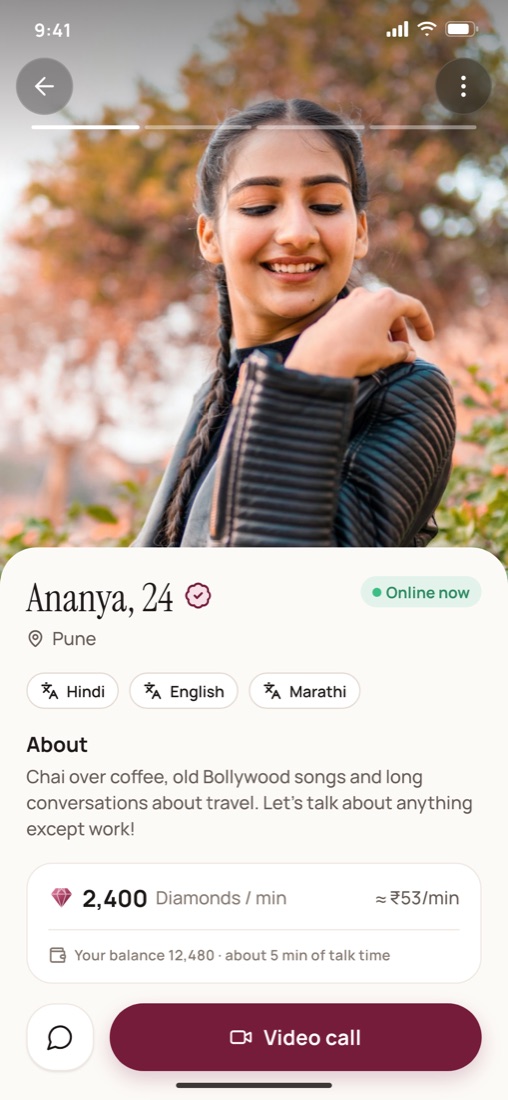 9:41
Ananya, 24
Online now
Pune
Hindi
English
Marathi
About
Chai over coffee, old Bollywood songs and long
conversations about travel. Let's talk about anything
except work!
2,400 Diamonds / min
≈ ₹53/min
Your balance 12,480 · about 5 min of talk time
Video call